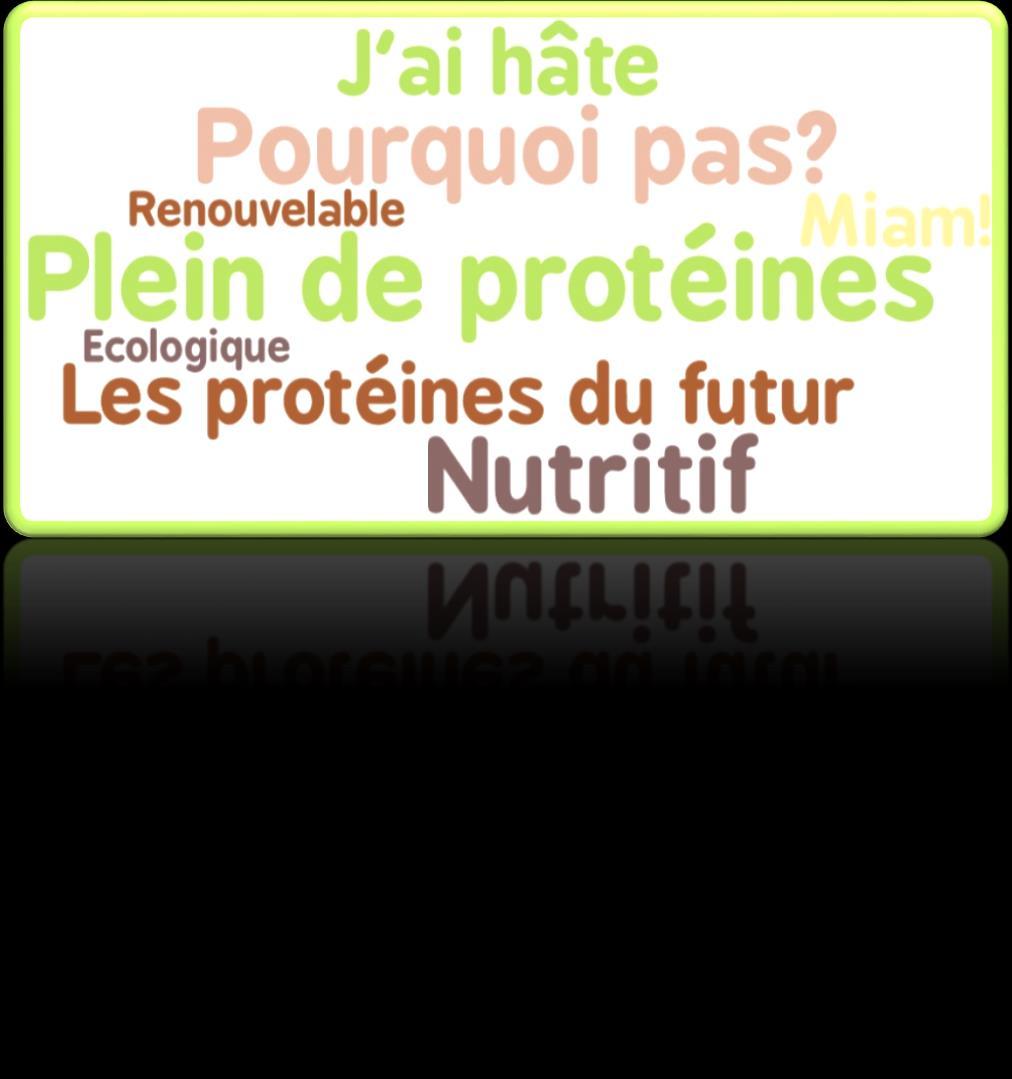 J'ai hâte
Pourquoi pas?
Renouvelable
Miam!
Plein de protéines
Ecologique
Les protéines du futur
Nutritif